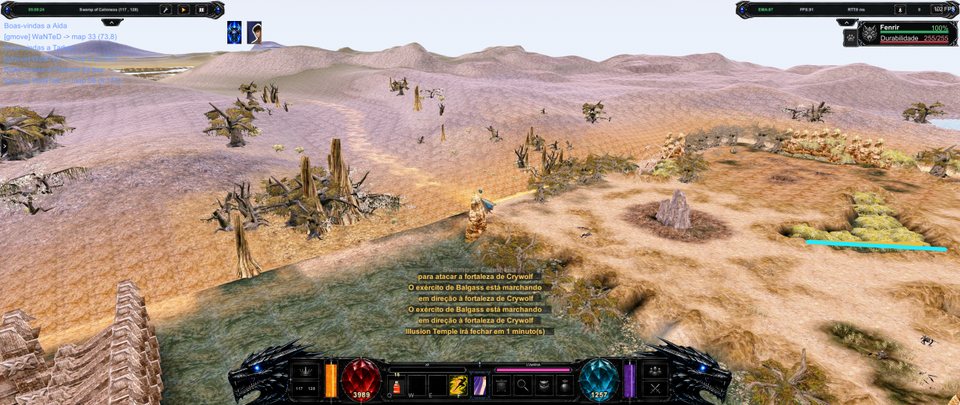 Swamp of Calmness (117 , 128)
FPS:91
102 FPS
Boas-vindas a Aida
[gmove] WaNTeD -> map 33 (73,8)
Fenrir 100%
Durabilidade 255/255
para atacar a fortaleza de Crywolf
O exército de Balgass está marchando
em direção à fortaleza de Crywolf
O exército de Balgass está marchando
em direção à fortaleza de Crywolf
Illusion Temple irá fechar em 1 minuto(s)
117 128
3989
16
Q W E
1257